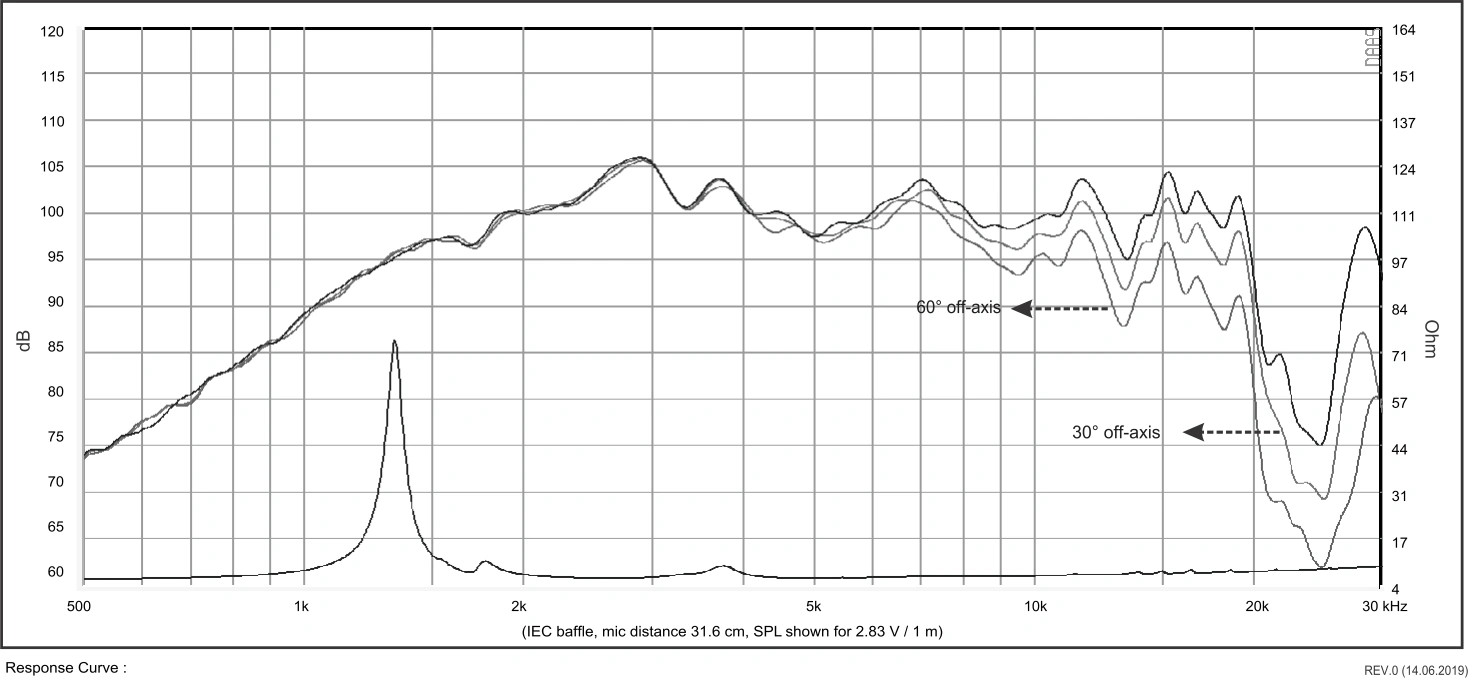 120 164
115 151
110 137
105 124
100 111
95 97
90 84
85 71
80 57
75 44
70 31
65 17
60 4
dB
Ohm
DAAS
60° off-axis
30° off-axis
500 1k 2k 5k 10k 20k 30 kHz
(IEC baffle, mic distance 31.6 cm, SPL shown for 2.83 V / 1 m)
Response Curve :
REV.0 (14.06.2019)